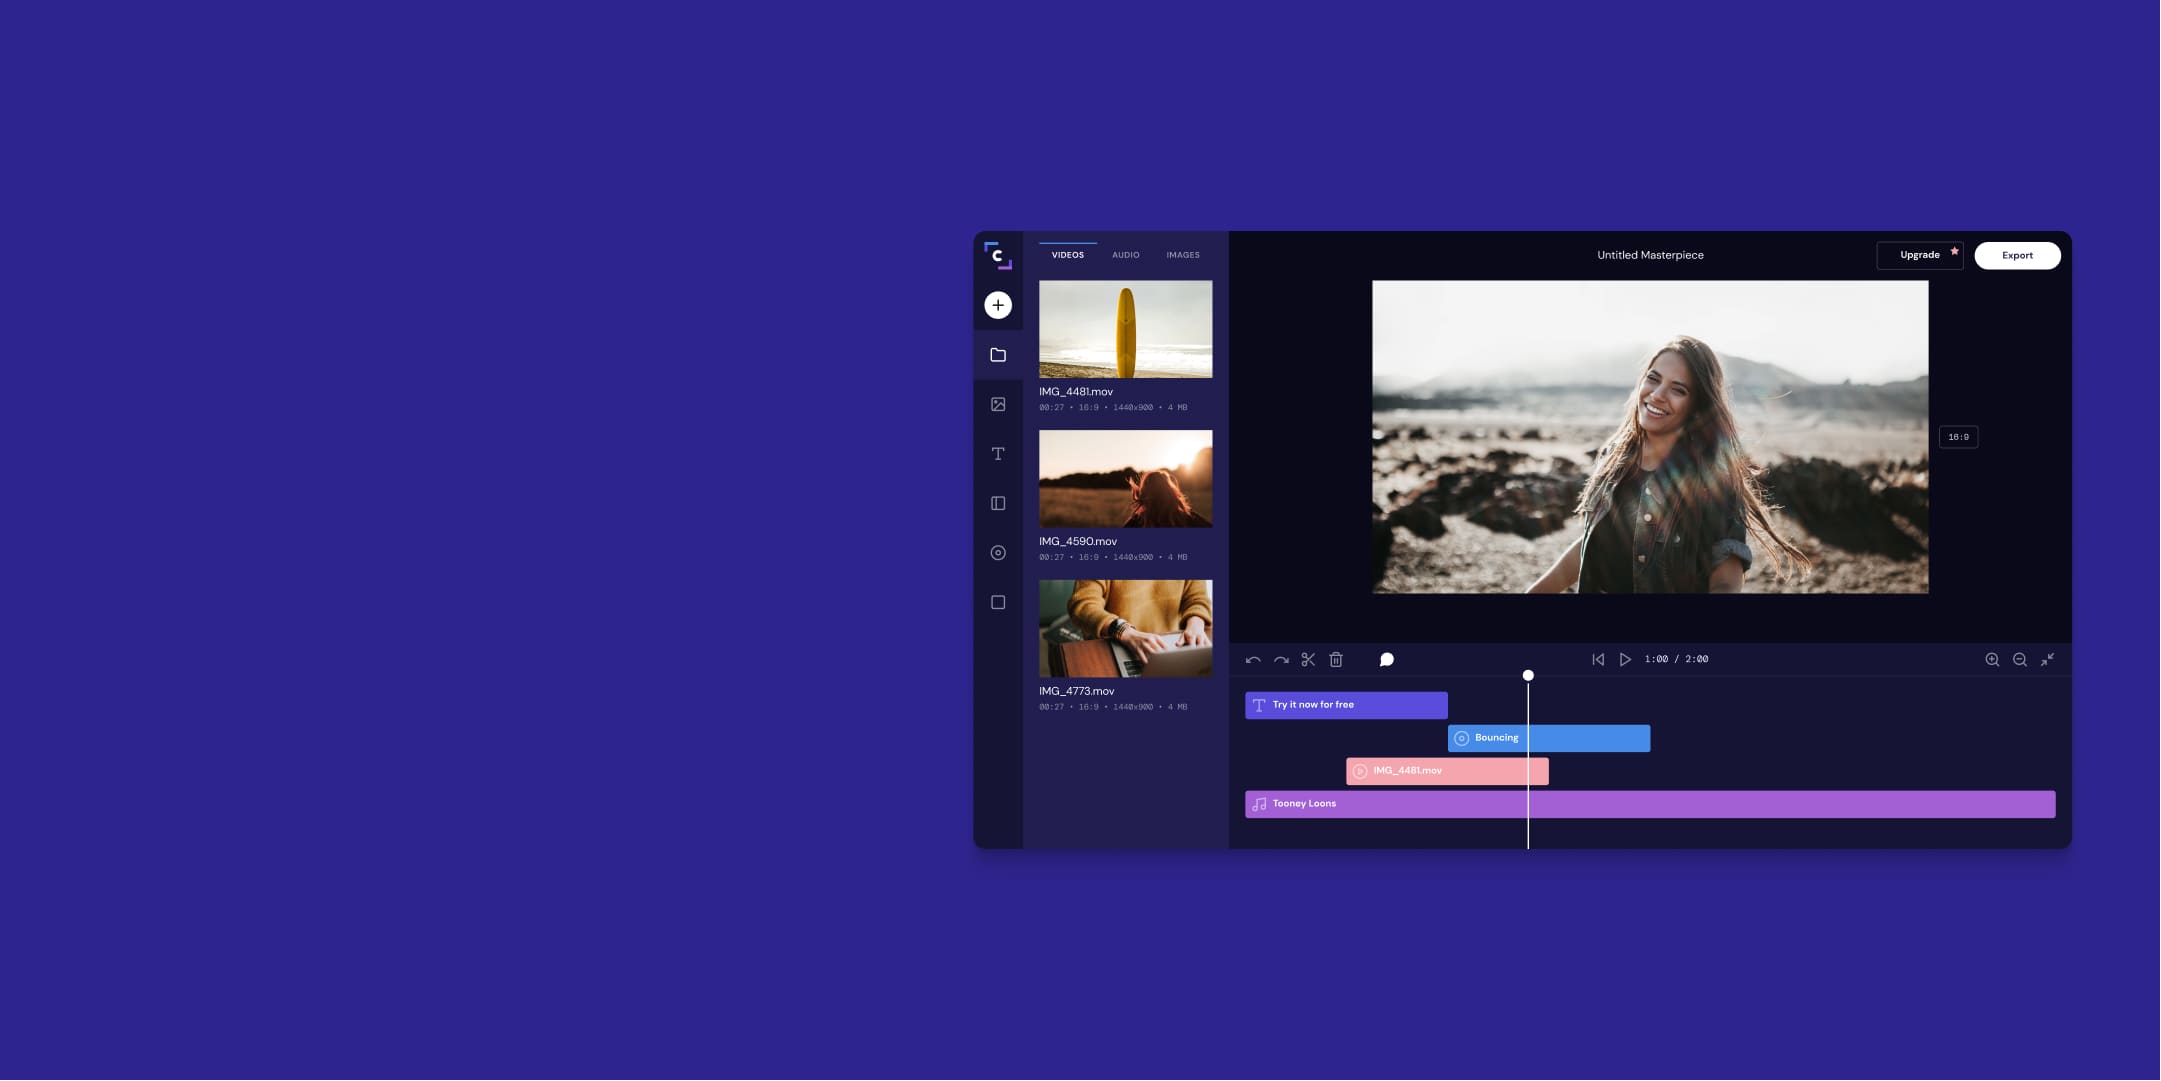 C
VIDEOS AUDIO IMAGES
IMG_4481.mov
00:27 • 16:9 • 1440x900 • 4 MB
IMG_4590.mov
00:27 • 16:9 • 1440x900 • 4 MB
IMG_4773.mov
00:27 • 16:9 • 1440x900 • 4 MB
Untitled Masterpiece
Upgrade
Export
16:9
1:00 / 2:00
Try it now for free
Bouncing
IMG_4481.mov
Tooney Loons